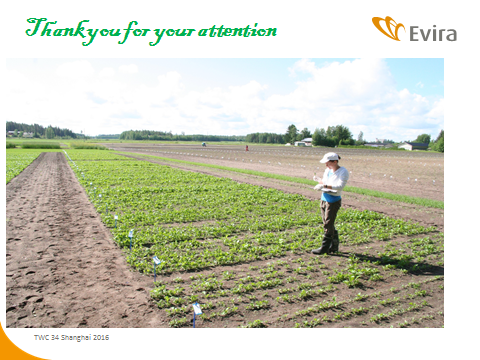 Thank you for your attention
Evira
TWC 34 Shanghai 2016